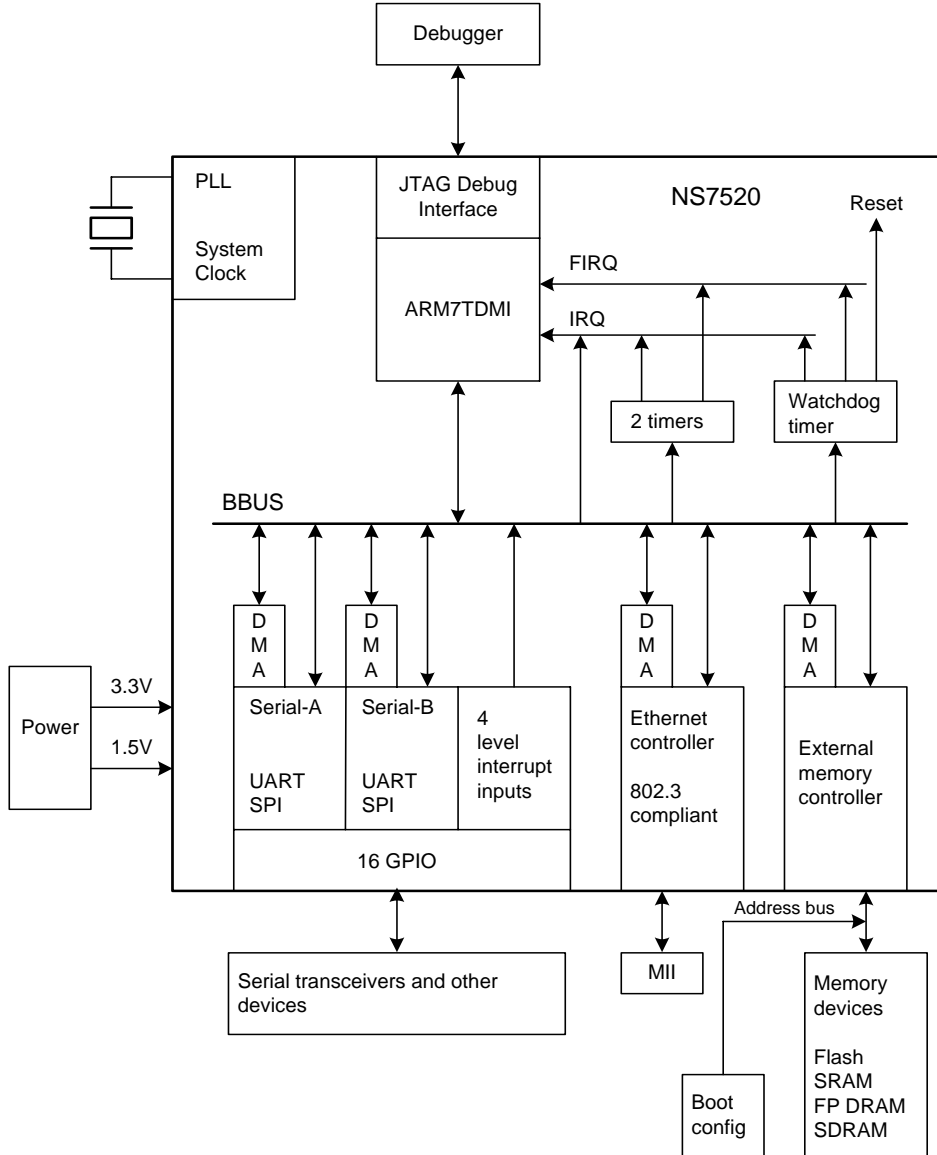 Debugger
PLL
System
Clock
JTAG Debug
Interface
ARM7TDMI
NS7520
Reset
FIRQ
IRQ
2 timers
Watchdog
timer
BBUS
D
M
A
D
M
A
D
M
A
D
M
A
Power
3.3V
1.5V
Serial-A
UART
SPI
Serial-B
UART
SPI
4
level
interrupt
inputs
16 GPIO
Ethernet
controller
802.3
compliant
External
memory
controller
Address bus
Serial transceivers and other
devices
MII
Boot
config
Memory
devices
Flash
SRAM
FP DRAM
SDRAM